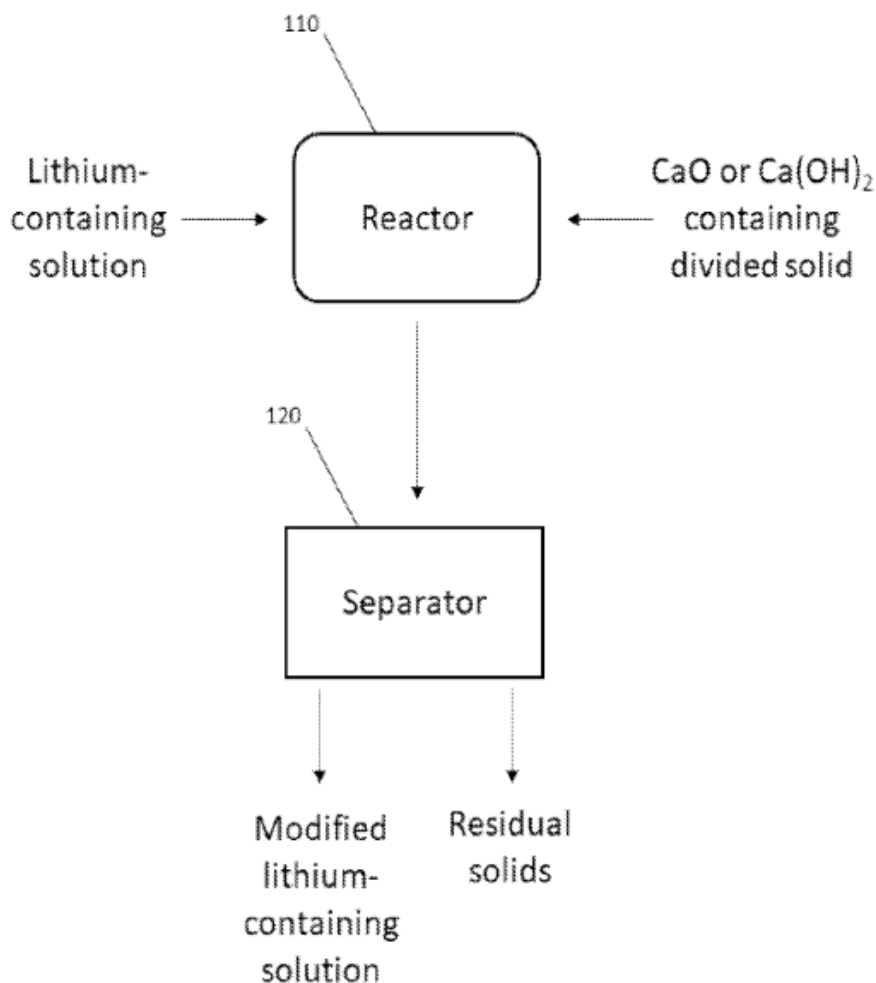 110
Lithium-
containing
solution
Reactor
CaO or Ca(OH)₂
containing
divided solid
120
Separator
Modified
lithium-
containing
solution
Residual
solids